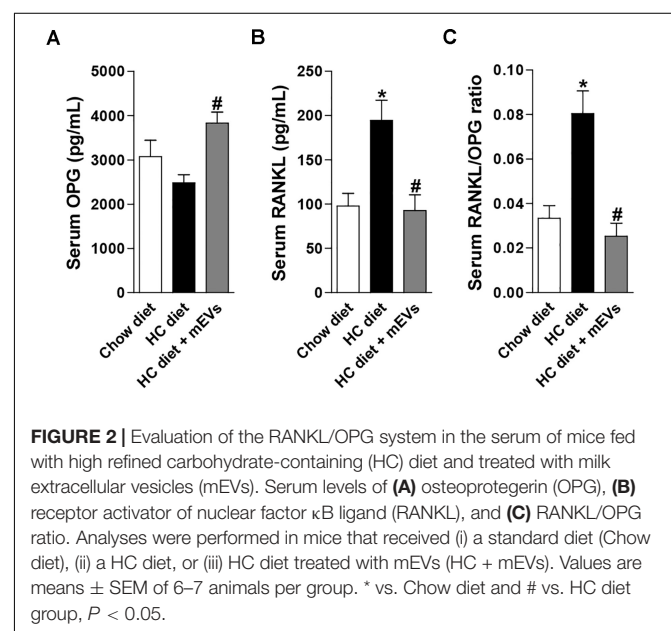 A
B
C
Serum OPG (pg/mL)
5000
4000
3000
2000
1000
0
#
Chow diet
HC diet
HC diet + mEVs
Serum RANKL (pg/mL)
250
200
150
100
50
0
*
#
Chow diet
HC diet
HC diet + mEVs
Serum RANKL/OPG ratio
0.10
0.08
0.06
0.04
0.02
0.00
*
#
Chow diet
HC diet
HC diet + mEVs
FIGURE 2 | Evaluation of the RANKL/OPG system in the serum of mice fed
with high refined carbohydrate-containing (HC) diet and treated with milk
extracellular vesicles (mEVs). Serum levels of (A) osteoprotegerin (OPG), (B)
receptor activator of nuclear factor κB ligand (RANKL), and (C) RANKL/OPG
ratio. Analyses were performed in mice that received (i) a standard diet (Chow
diet), (ii) a HC diet, or (iii) HC diet treated with mEVs (HC + mEVs). Values are
means ± SEM of 6–7 animals per group. * vs. Chow diet and # vs. HC diet
group, P < 0.05.